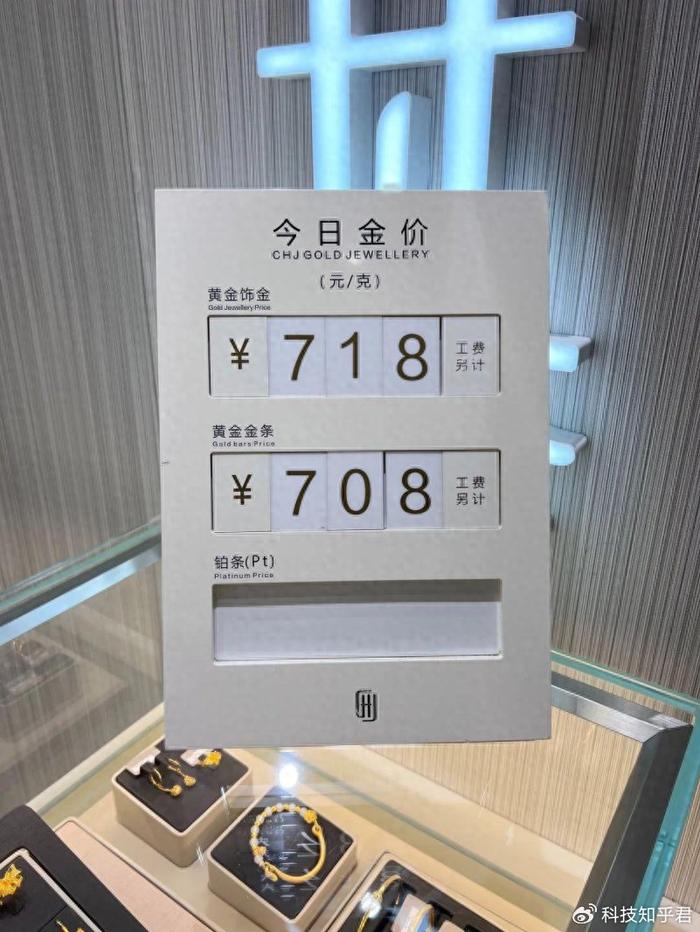 今日金价
CHJ GOLD JEWELLERY
(元/克)
黄金饰金
Gold Jewellery Price
¥ 718 工费另计
黄金金条
Gold bars Price
¥ 708 工费另计
铂条(Pt)
Platinum Price
科技知乎君